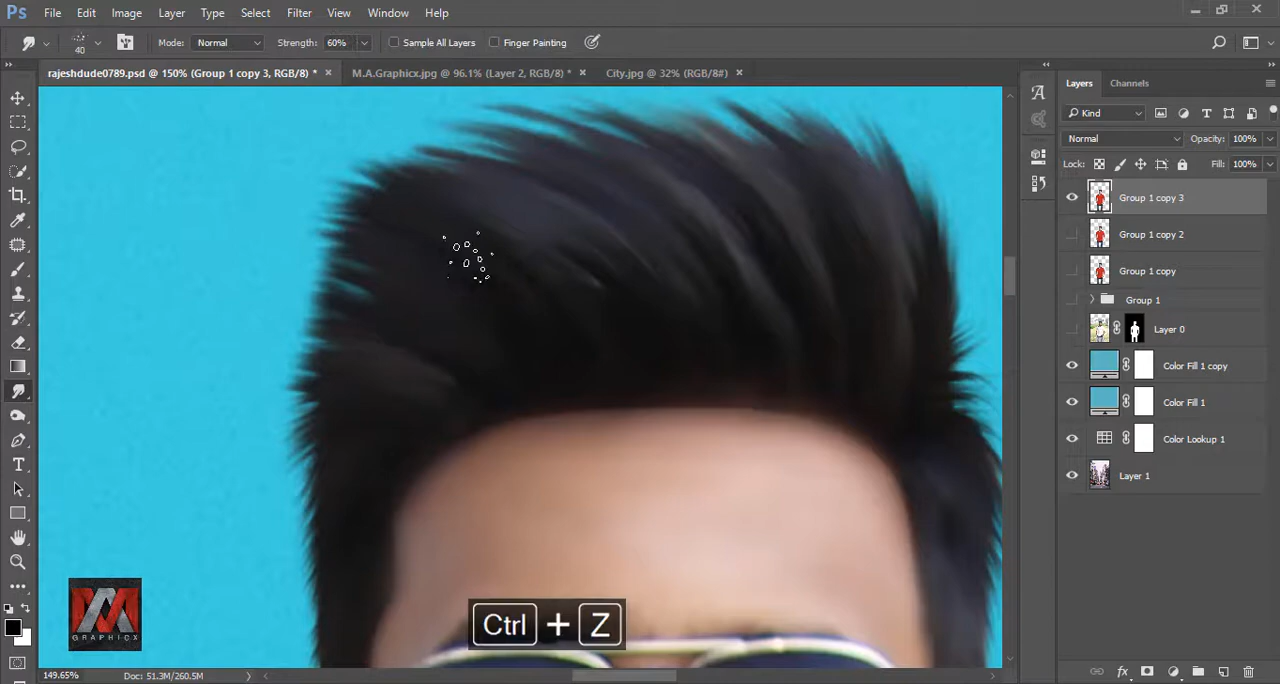 Ps File Edit Image Layer Type Select Filter View Window Help
40 Mode: Normal Strength: 60% Sample All Layers Finger Painting
rajeshdude0789.psd @ 150% (Group 1 copy 3, RGB/8) * × M.A.Graphicx.jpg @ 96.1% (Layer 2, RGB/8) * × City.jpg @ 32% (RGB/8#) ×
Layers Channels
Kind
Normal Opacity: 100%
Lock: Fill: 100%
Group 1 copy 3
Group 1 copy 2
Group 1 copy
Group 1
Layer 0
Color Fill 1 copy
Color Fill 1
Color Lookup 1
Layer 1
MA
GRAPHICX
Ctrl + Z
149.65% Doc: 51.3M/260.5M